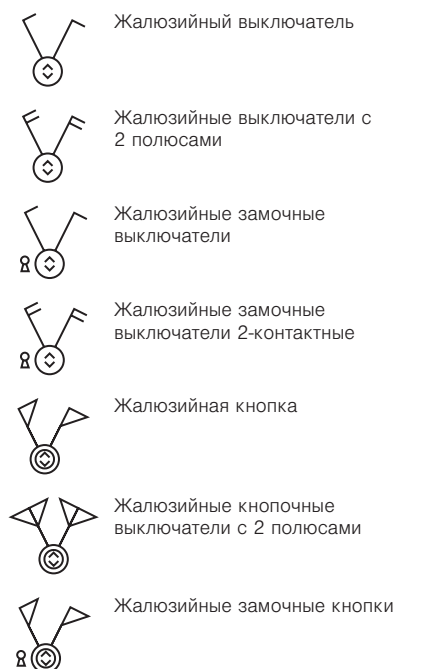 Жалюзийный выключатель
Жалюзийные выключатели с
2 полюсами
Жалюзийные замочные
выключатели
Жалюзийные замочные
выключатели 2-контактные
Жалюзийная кнопка
Жалюзийные кнопочные
выключатели с 2 полюсами
Жалюзийные замочные кнопки